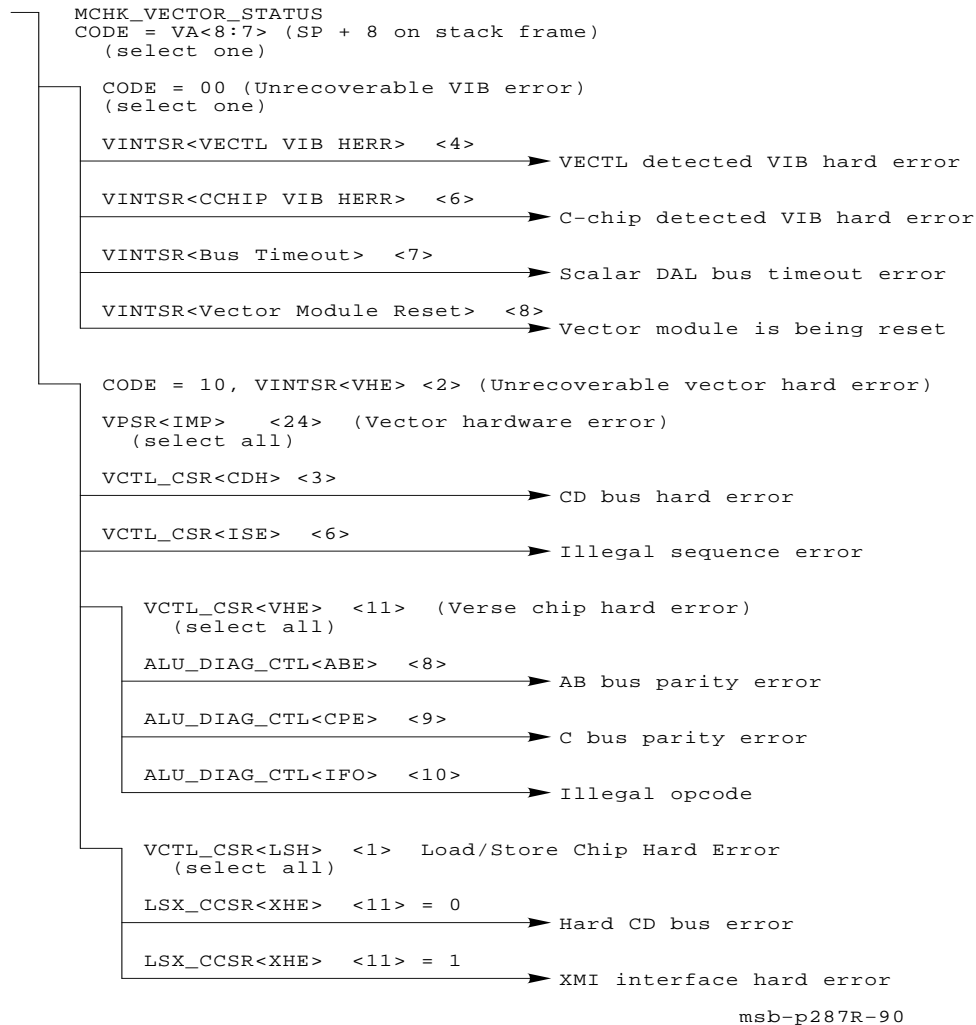 MCHK_VECTOR_STATUS
CODE = VA<8:7> (SP + 8 on stack frame)
(select one)
CODE = 00 (Unrecoverable VIB error)
(select one)
VINTSR<VECTL VIB HERR> <4>
VECTL detected VIB hard error
VINTSR<CCHIP VIB HERR> <6>
C-chip detected VIB hard error
VINTSR<Bus Timeout> <7>
Scalar DAL bus timeout error
VINTSR<Vector Module Reset> <8>
Vector module is being reset
CODE = 10, VINTSR<VHE> <2> (Unrecoverable vector hard error)
VPSR<IMP> <24> (Vector hardware error)
(select all)
VCTL_CSR<CDH> <3>
CD bus hard error
VCTL_CSR<ISE> <6>
Illegal sequence error
VCTL_CSR<VHE> <11> (Verse chip hard error)
(select all)
ALU_DIAG_CTL<ABE> <8>
AB bus parity error
ALU_DIAG_CTL<CPE> <9>
C bus parity error
ALU_DIAG_CTL<IFO> <10>
Illegal opcode
VCTL_CSR<LSH> <1> Load/Store Chip Hard Error
(select all)
LSX_CCSR<XHE> <11> = 0
Hard CD bus error
LSX_CCSR<XHE> <11> = 1
XMI interface hard error
msb-p287R-90